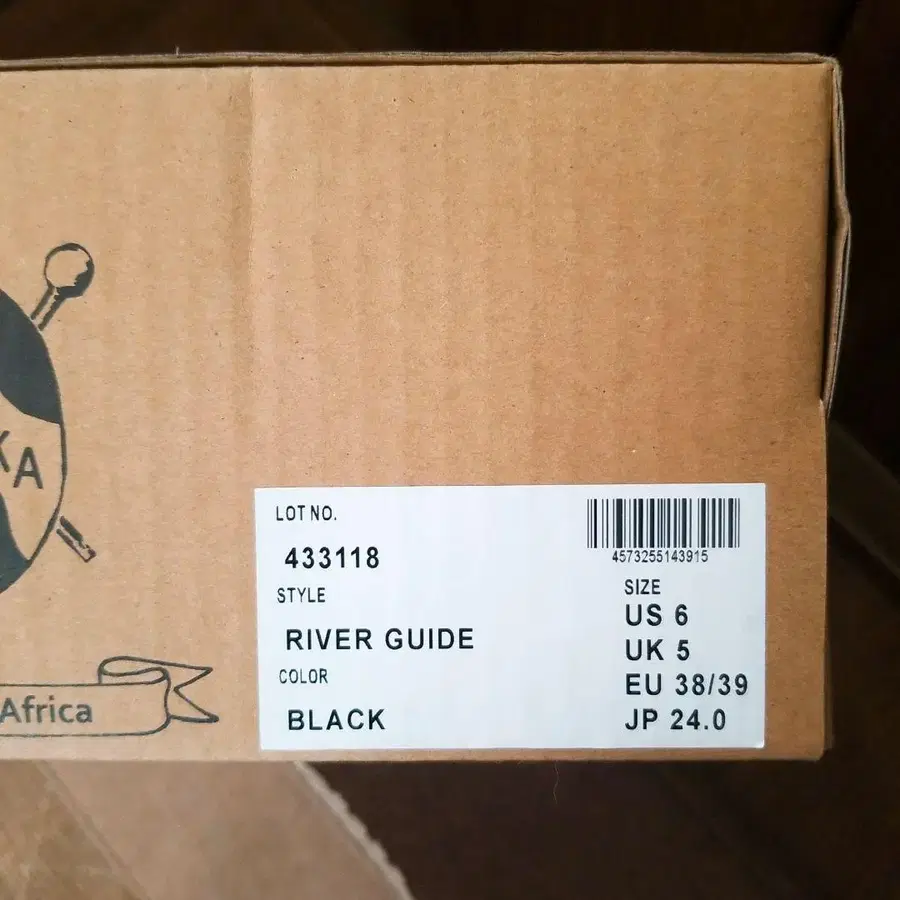 KA
Africa
LOT NO.
433118
STYLE
RIVER GUIDE
COLOR
BLACK
4573255143915
SIZE
US 6
UK 5
EU 38/39
JP 24.0